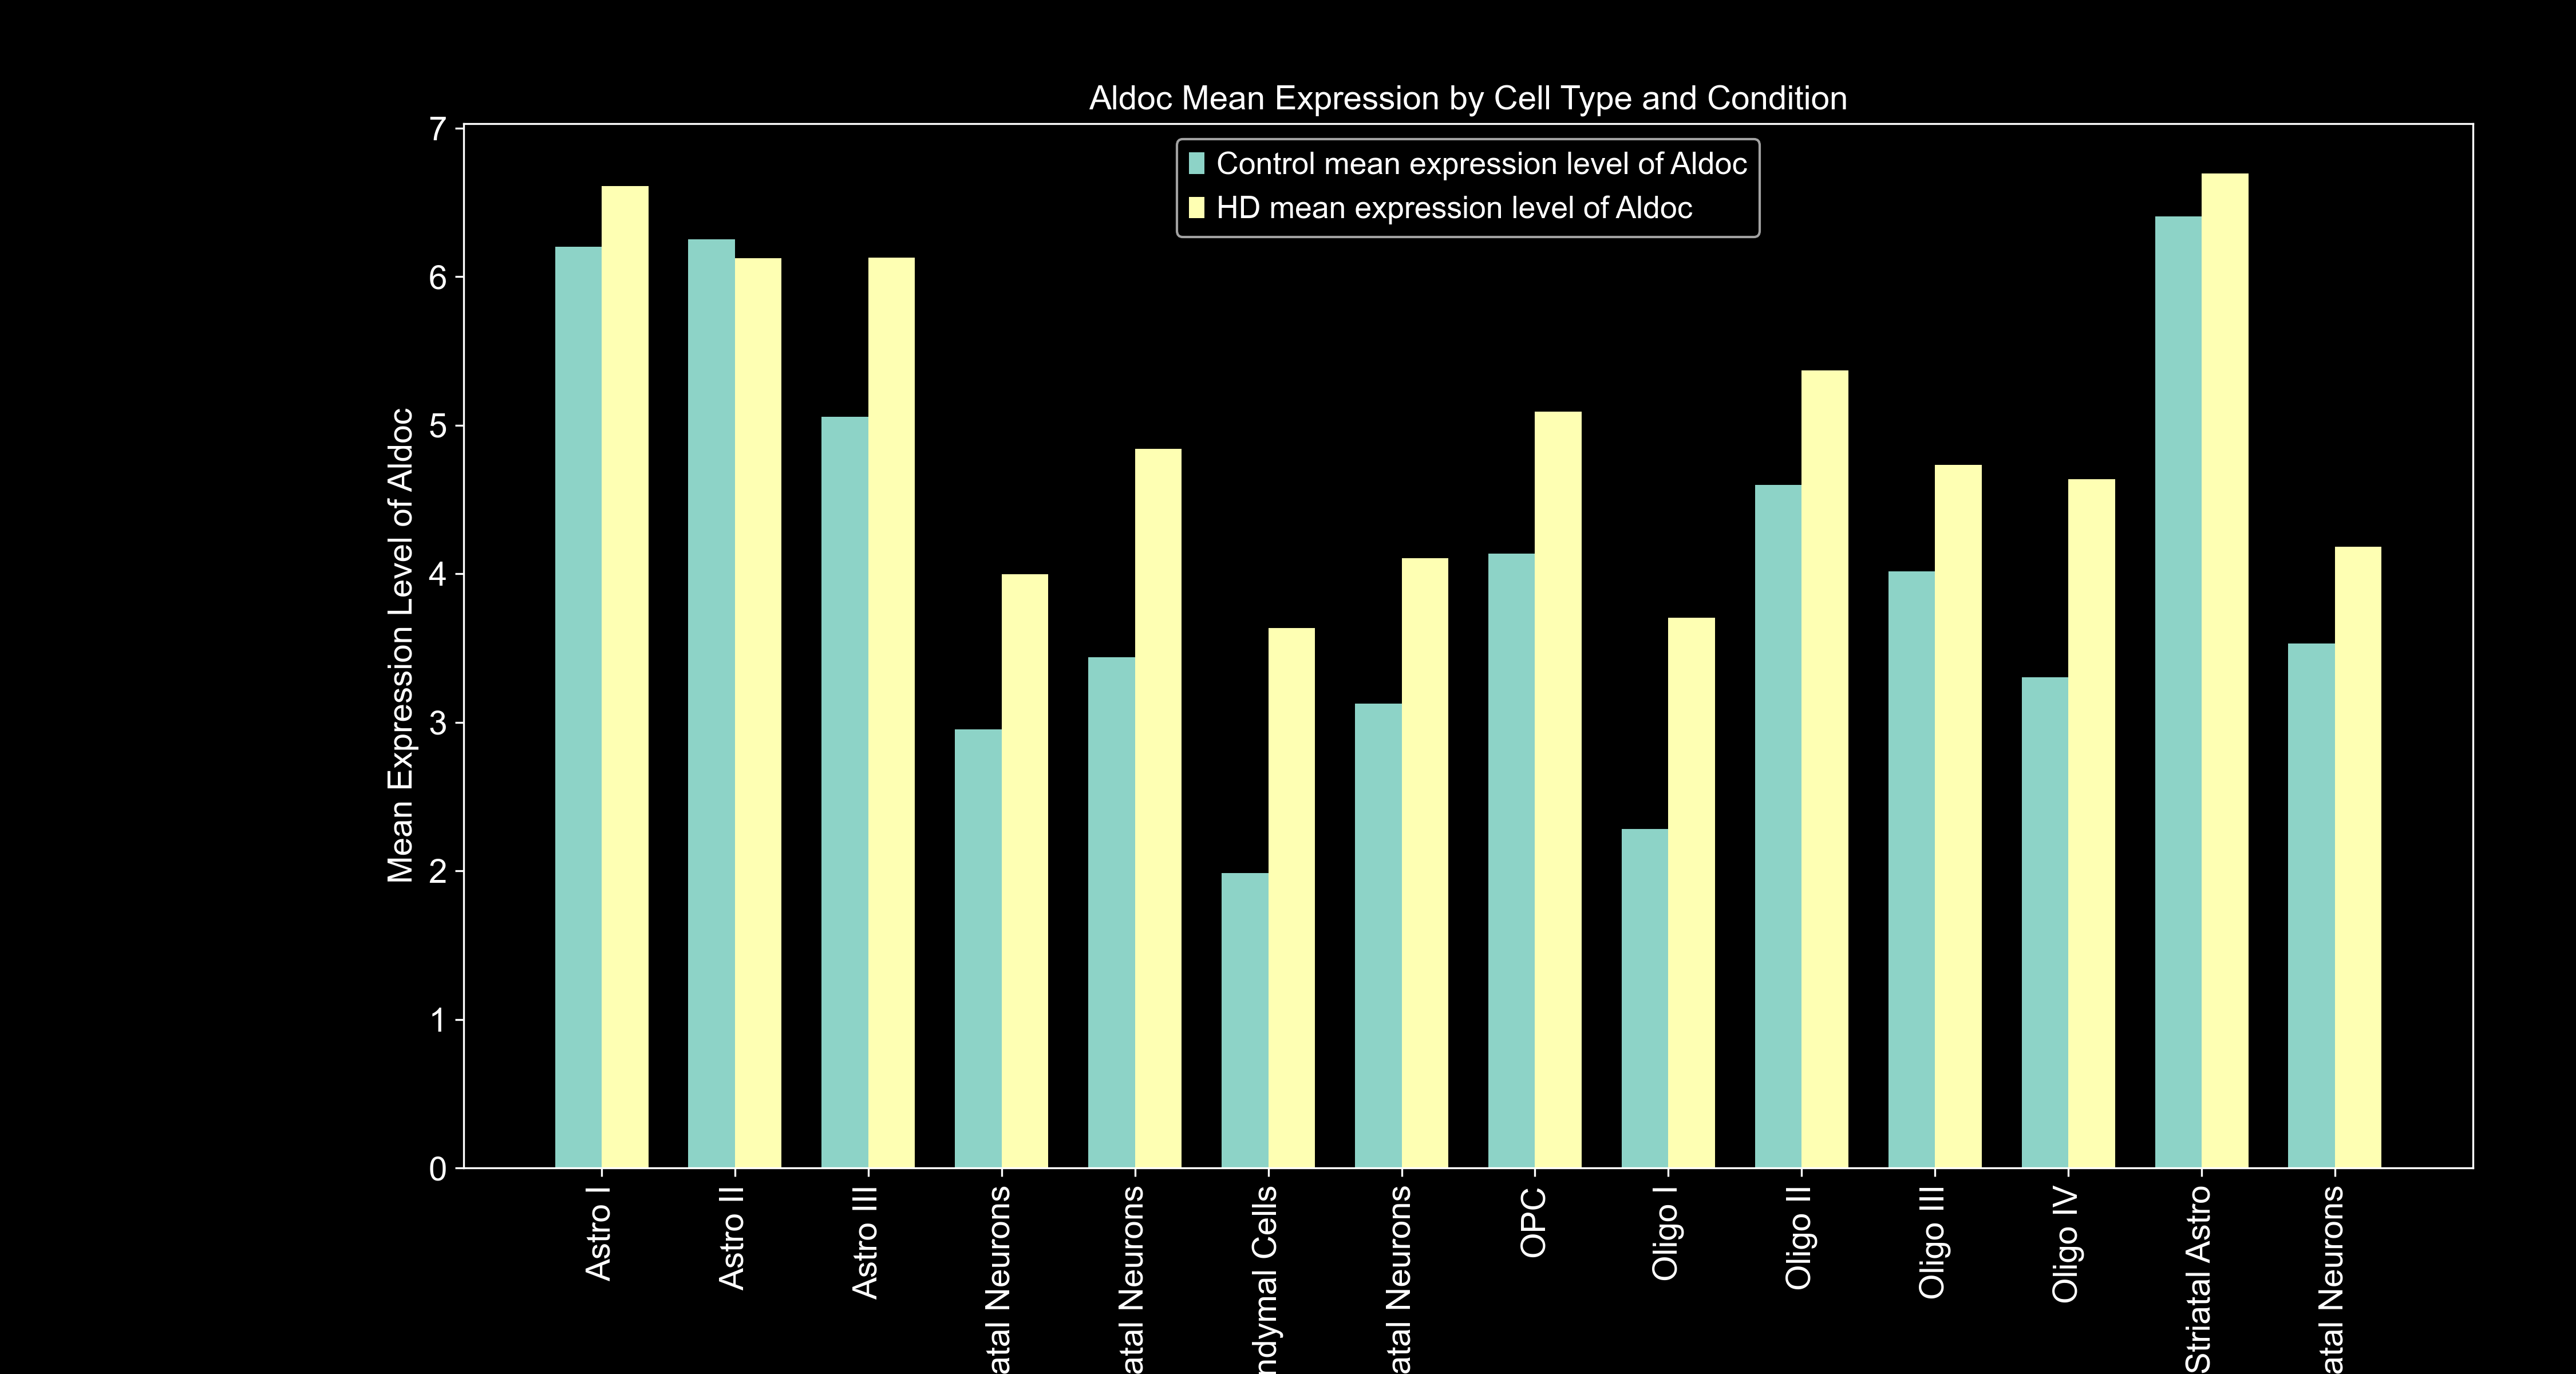 Aldoc Mean Expression by Cell Type and Condition
Control mean expression level of Aldoc
HD mean expression level of Aldoc
Mean Expression Level of Aldoc
7
6
5
4
3
2
1
0
Astro I
Astro II
Astro III
atal Neurons
atal Neurons
ndymal Cells
atal Neurons
OPC
Oligo I
Oligo II
Oligo III
Oligo IV
Striatal Astro
atal Neurons